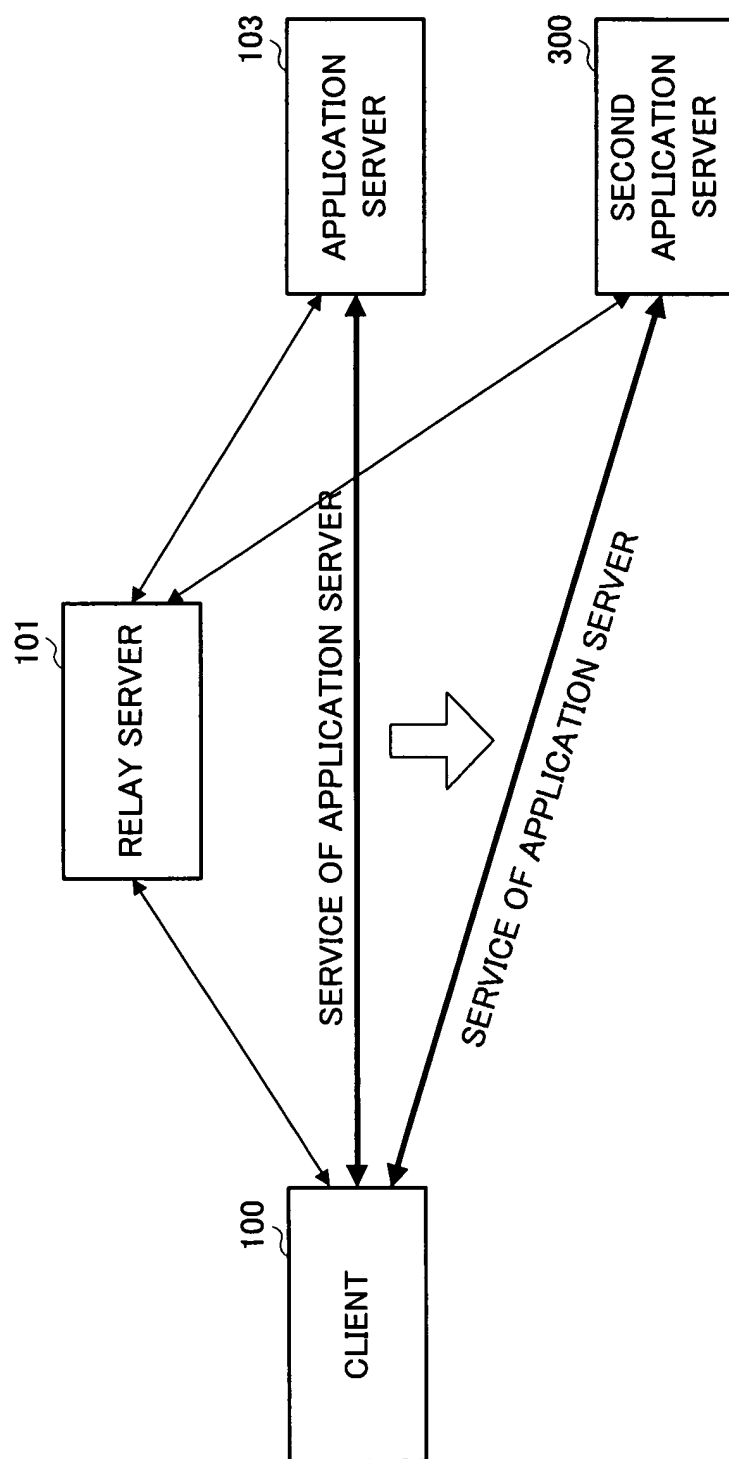 101
RELAY SERVER
100
CLIENT
SERVICE OF APPLICATION SERVER
103
APPLICATION
SERVER
SERVICE OF APPLICATION SERVER
300
SECOND
APPLICATION
SERVER